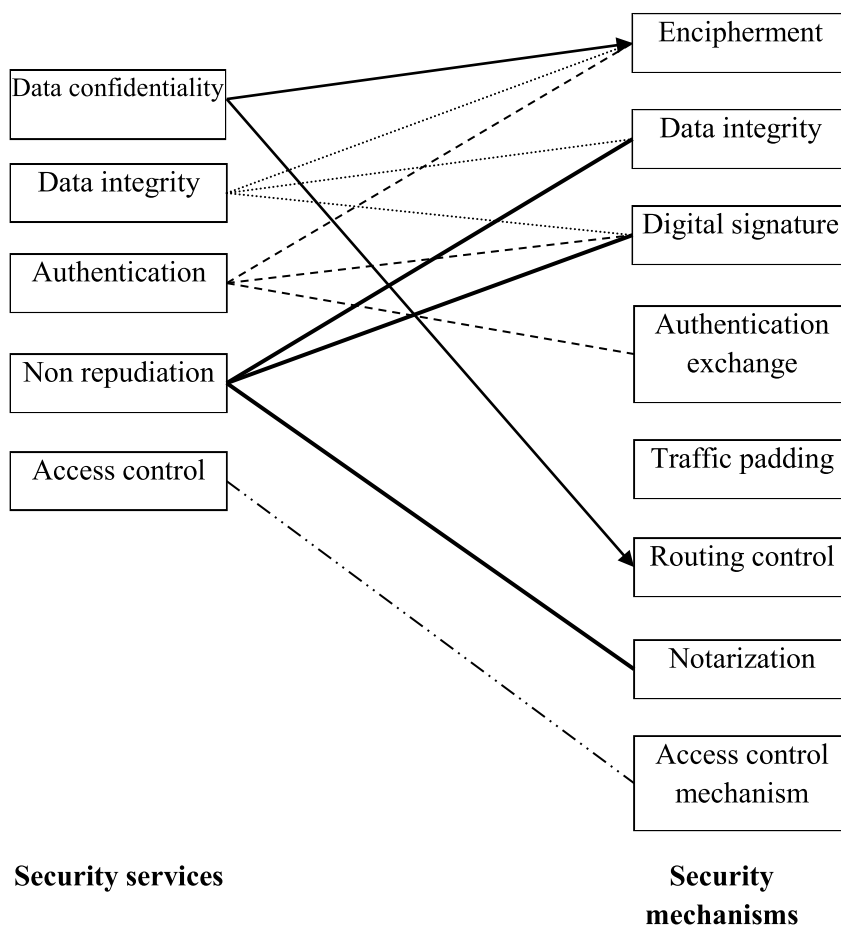 Data confidentiality
Data integrity
Authentication
Non repudiation
Access control
Security services
Encipherment
Data integrity
Digital signature
Authentication
exchange
Traffic padding
Routing control
Notarization
Access control
mechanism
Security
mechanisms